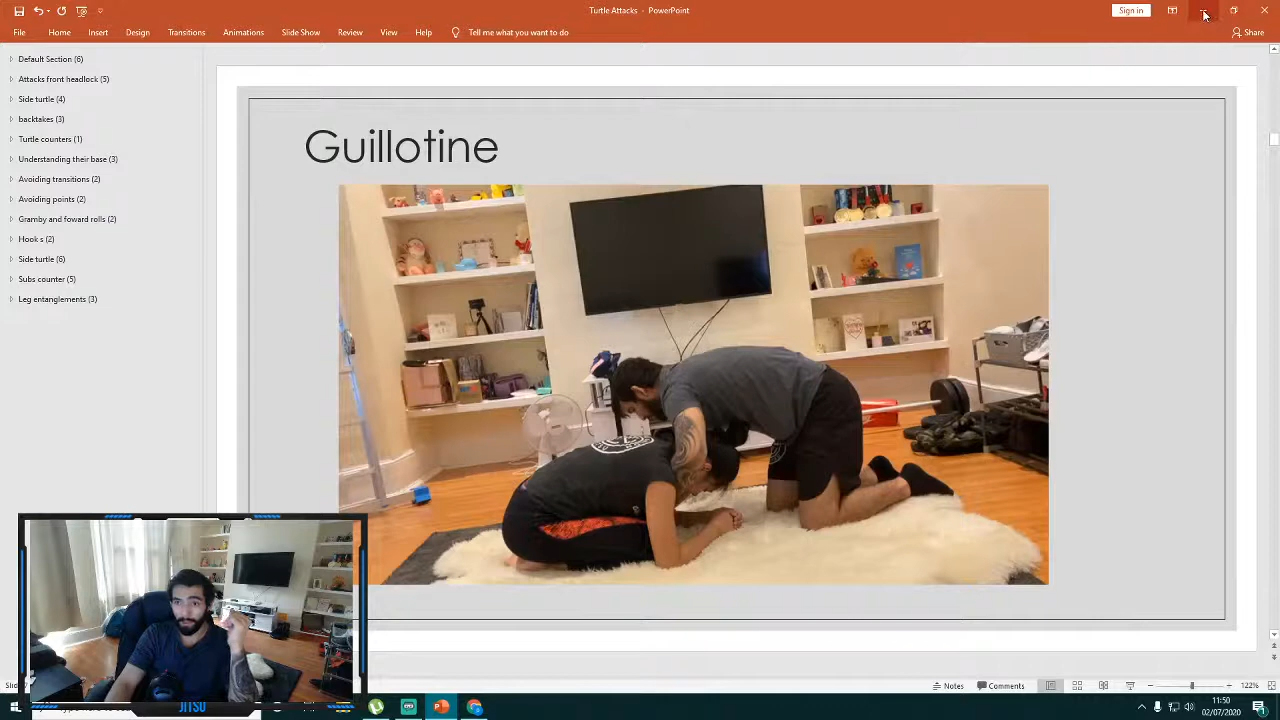 Turtle Attacks - PowerPoint
Sign in
File Home Insert Design Transitions Animations Slide Show Review View Help Tell me what you want to do
Share
Default Section (6)
Attacks front headlock (5)
Side turtle (4)
backtakes (3)
Turtle counters (1)
Understanding their base (3)
Avoiding transitions (2)
Avoiding points (2)
Gramby and foward rolls (2)
Hook s (2)
Side turtle (6)
Subs counter (5)
Leg entanglements (3)
Guillotine
Notes Comments
122%
JITSU
11:50